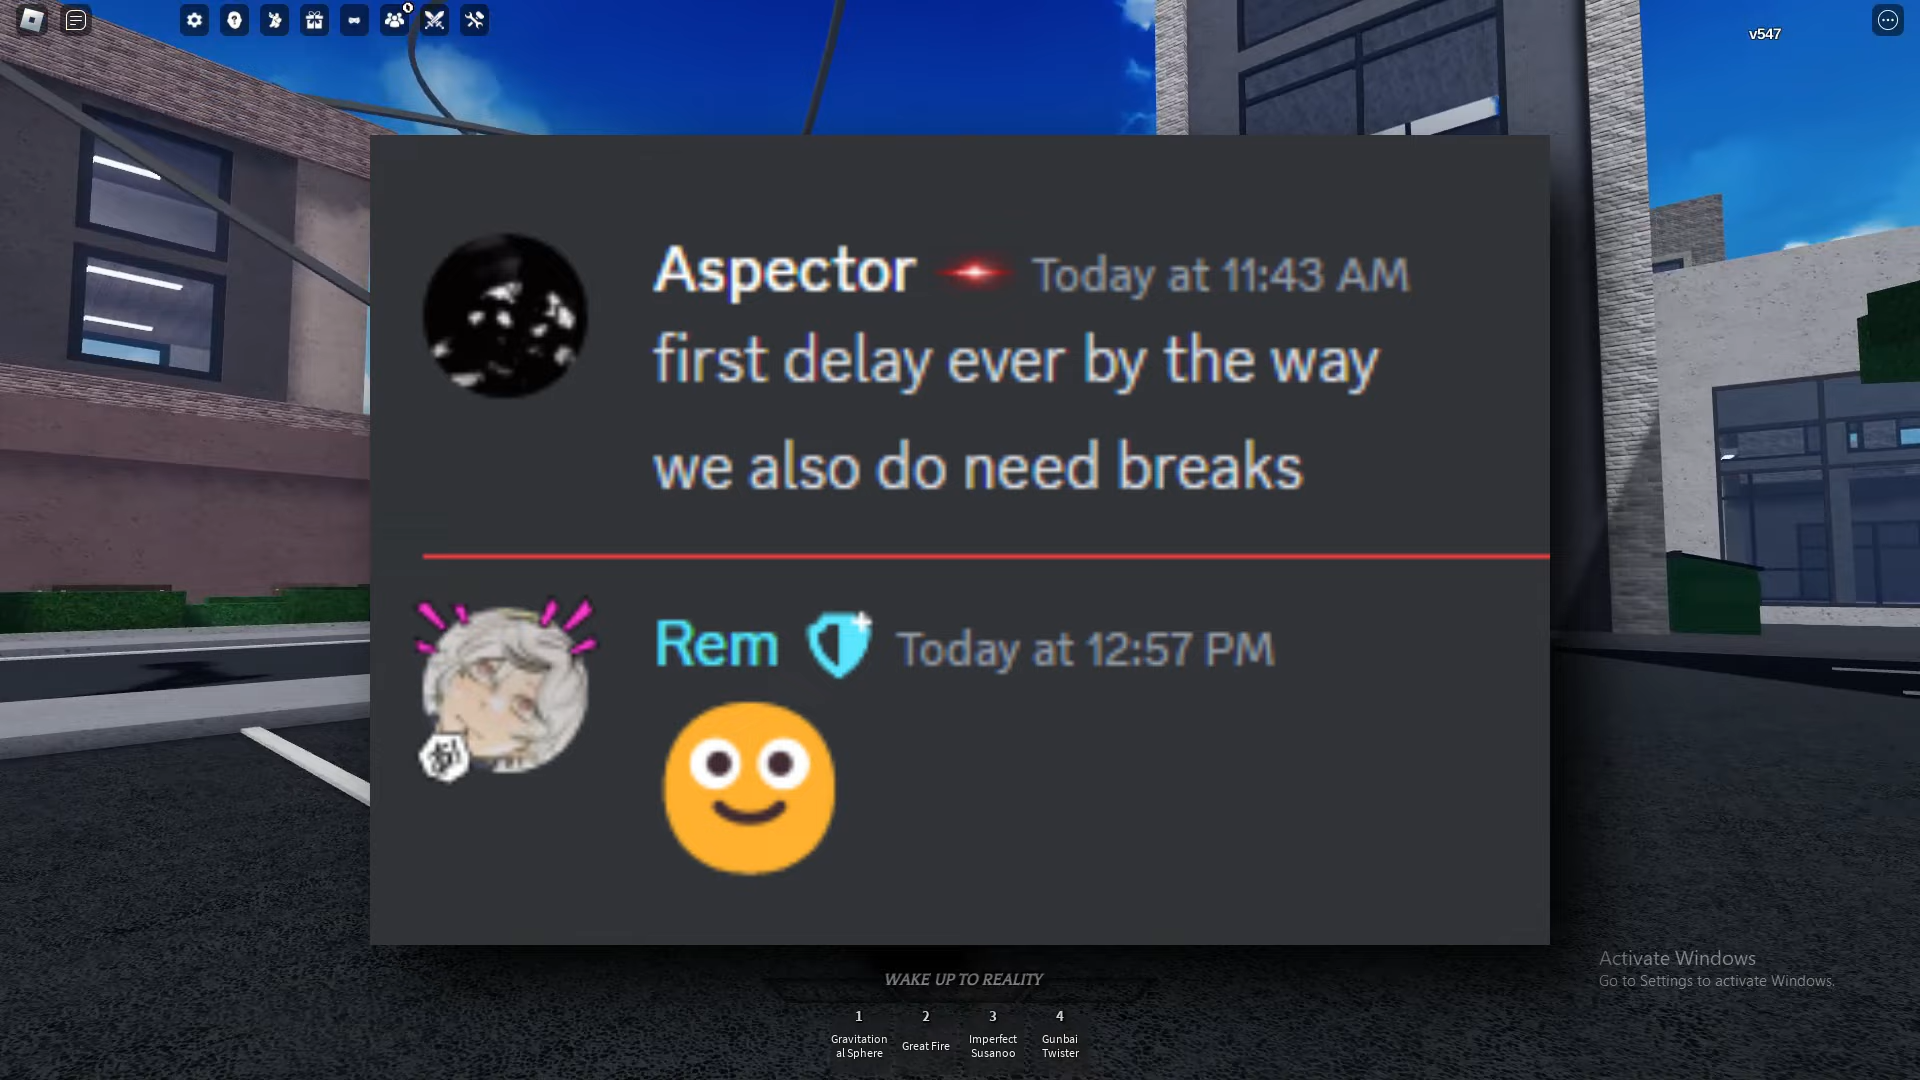 v547
Aspector Today at 11:43 AM
first delay ever by the way
we also do need breaks
Rem Today at 12:57 PM
あ!
WAKE UP TO REALITY
1 2 3 4
Gravitation
al Sphere
Great Fire
Imperfect
Susanoo
Gunbai
Twister
Activate Windows
Go to Settings to activate Windows.